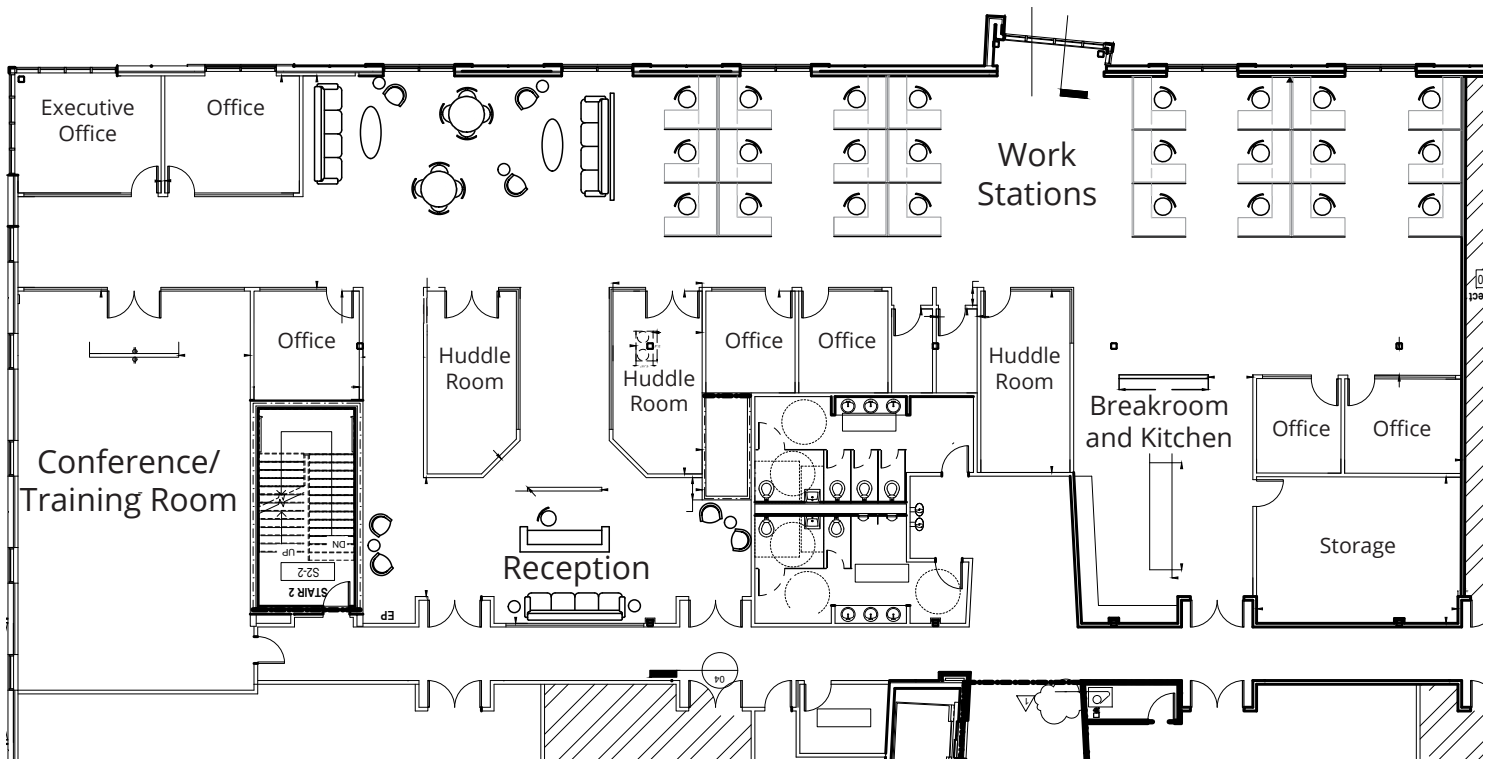 Executive
Office
Office
Work
Stations
Office
Huddle
Room
Huddle
Room
Office
Office
Huddle
Room
Breakroom
and Kitchen
Office
Office
Conference/
Training Room
Storage
Reception
UP
DN
S2-2
STAIR 2
EP
04
1